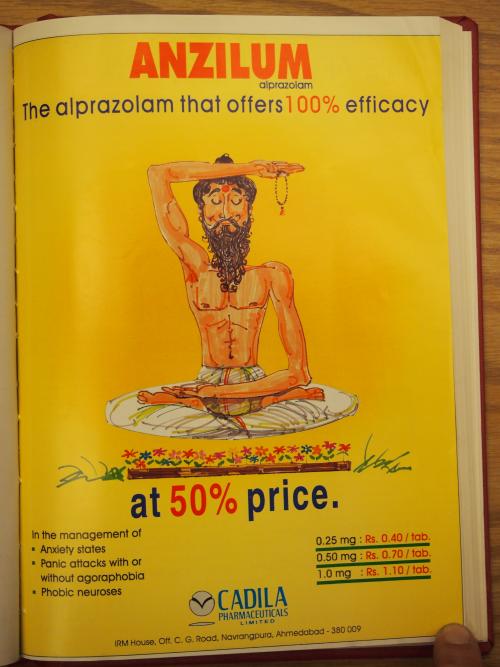 ANZILUM
alprazolam
The alprazolam that offers 100% efficacy
at 50% price.
In the management of
▪ Anxiety states
▪ Panic attacks with or
without agoraphobia
▪ Phobic neuroses
0.25 mg : Rs. 0.40 / tab.
0.50 mg : Rs. 0.70 / tab.
1.0 mg : Rs. 1.10 / tab.
CADILA
PHARMACEUTICALS
LIMITED
IRM House, Off. C. G. Road, Navrangpura, Ahmedabad - 380 009